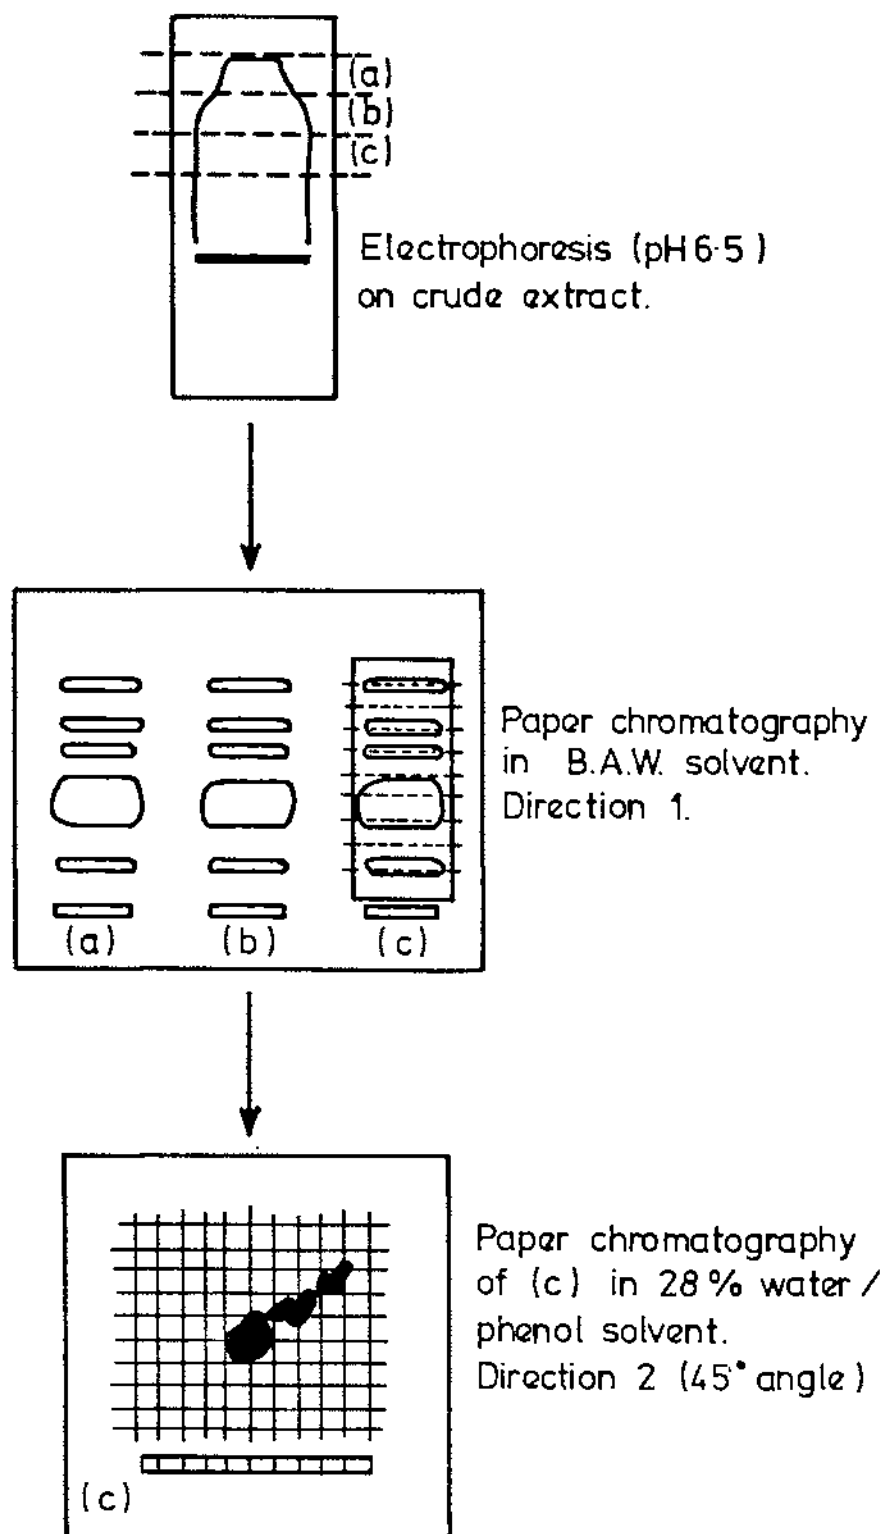 (a)
(b)
(c)
Electrophoresis (pH 6·5)
on crude extract.
Paper chromatography
in B.A.W. solvent.
Direction 1.
(a) (b) (c)
Paper chromatography
of (c) in 28% water /
phenol solvent.
Direction 2 (45° angle)
(c)